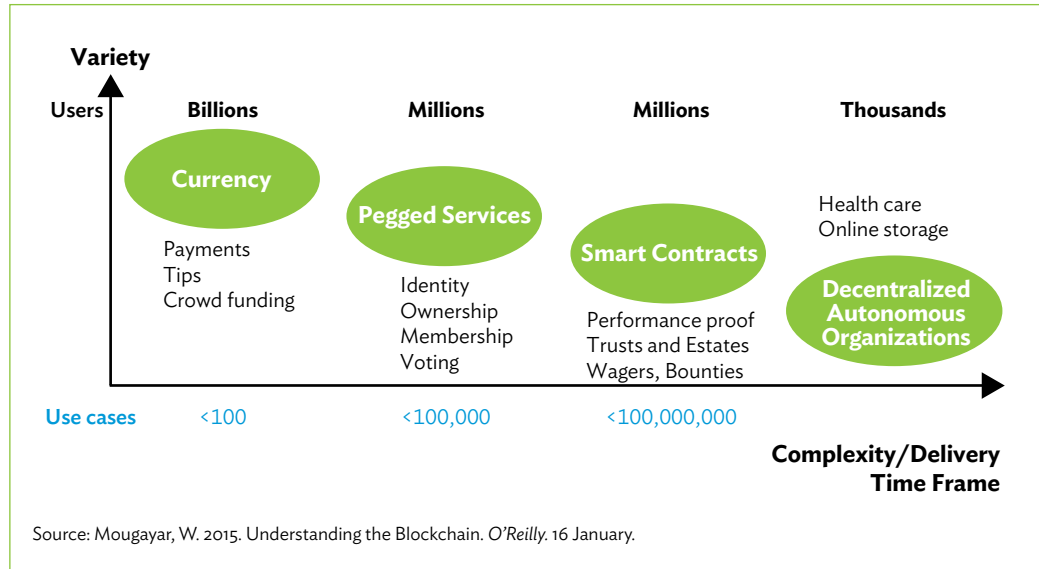 Variety
Users
Billions
Millions
Millions
Thousands
Currency
Payments
Tips
Crowd funding
Pegged Services
Identity
Ownership
Membership
Voting
Smart Contracts
Performance proof
Trusts and Estates
Wagers, Bounties
Health care
Online storage
Decentralized
Autonomous
Organizations
Use cases
<100
<100,000
<100,000,000
Complexity/Delivery
Time Frame
Source: Mougayar, W. 2015. Understanding the Blockchain. O’Reilly. 16 January.